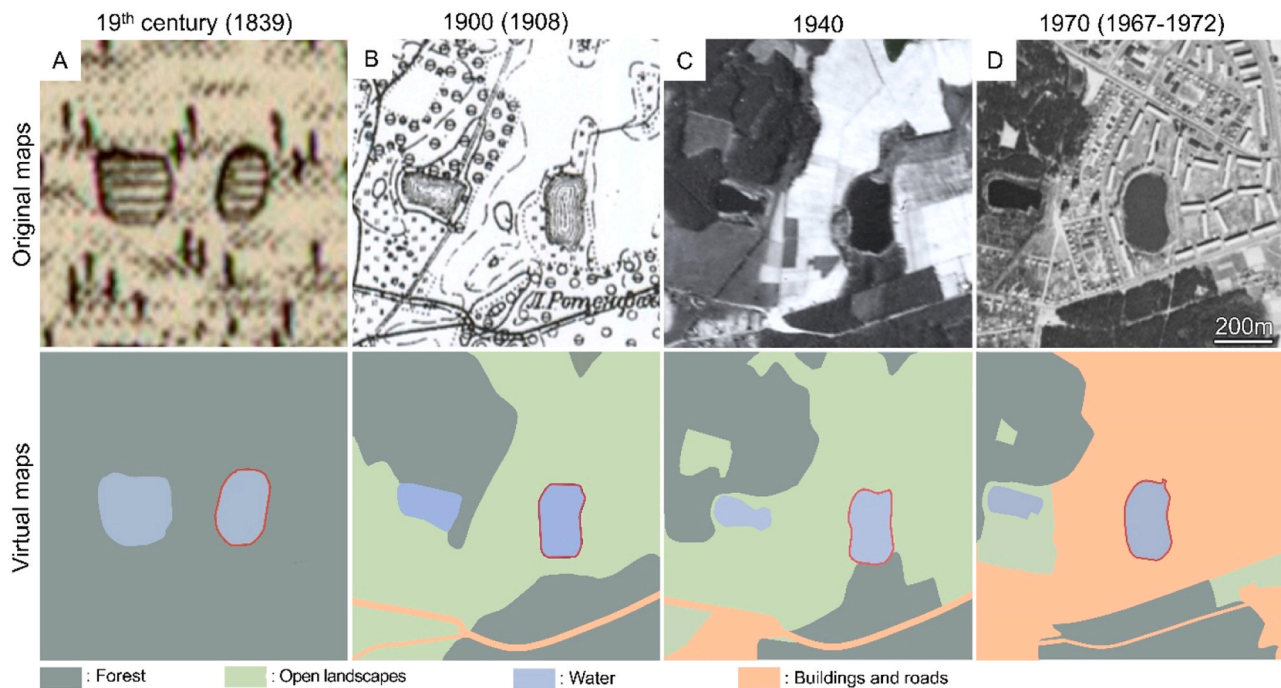 19th century (1839)
1900 (1908)
1940
1970 (1967-1972)
A
B
C
D
Original maps
Л. Ротенфа
200m
Virtual maps
: Forest
: Open landscapes
: Water
: Buildings and roads